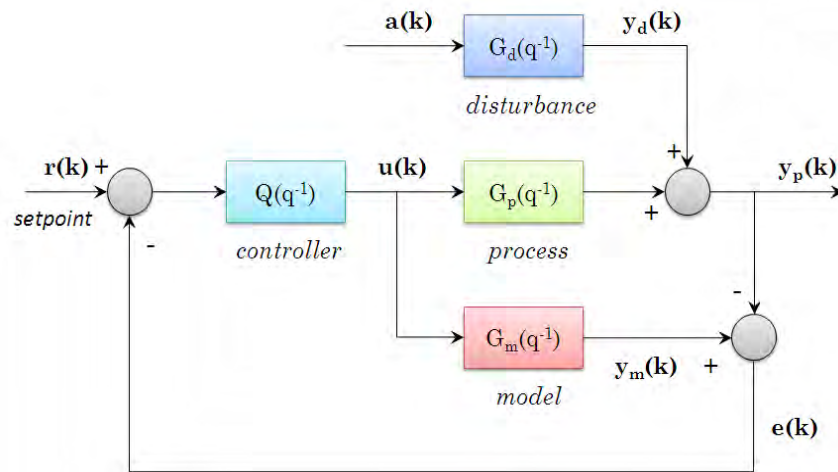 a(k)
G_d(q⁻¹)
y_d(k)
disturbance
+
r(k) +
setpoint
-
Q(q⁻¹)
controller
u(k)
G_p(q⁻¹)
process
+
y_p(k)
-
G_m(q⁻¹)
model
y_m(k)
+
e(k)